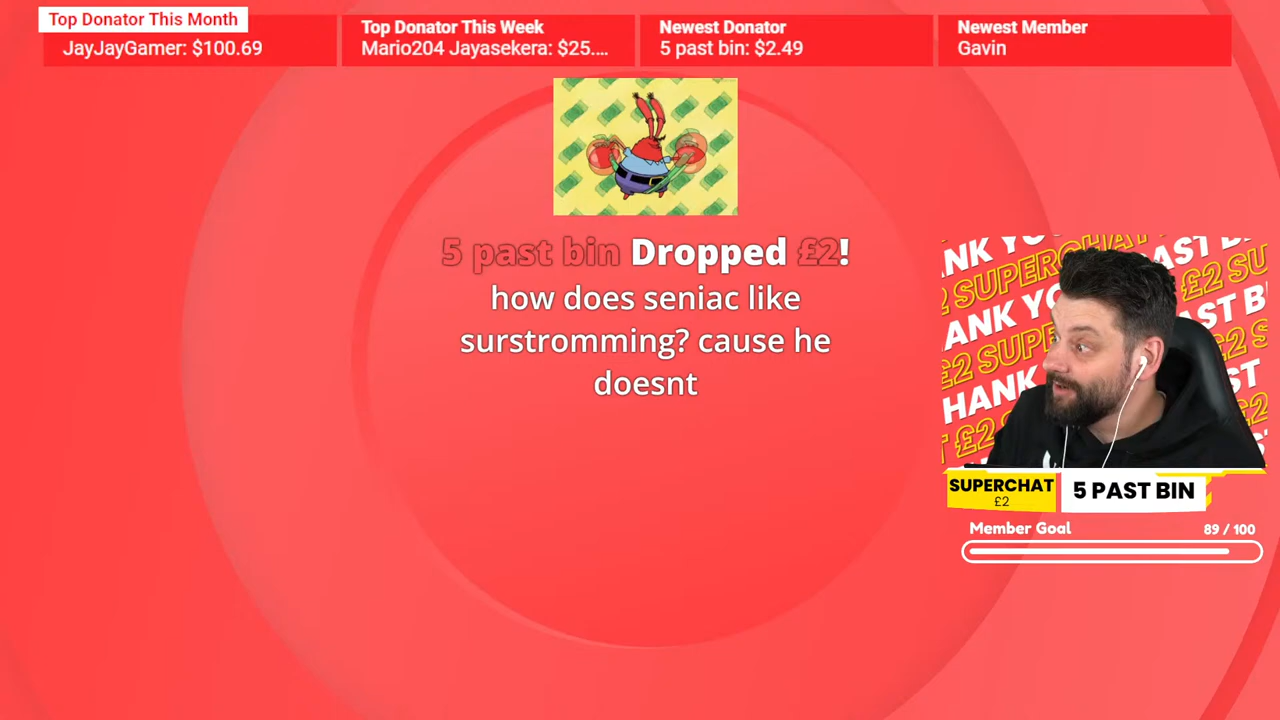 Top Donator This Month
JayJayGamer: $100.69
Top Donator This Week
Mario204 Jayasekera: $25....
Newest Donator
5 past bin: $2.49
Newest Member
Gavin
5 past bin Dropped £2!
how does seniac like
surstromming? cause he
doesnt
SUPERCHAT
£2
5 PAST BIN
Member Goal
89 / 100